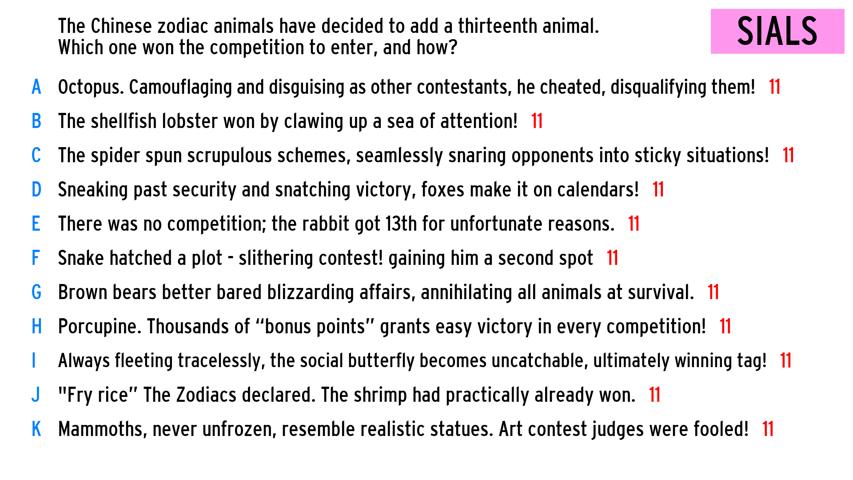 The Chinese zodiac animals have decided to add a thirteenth animal.
Which one won the competition to enter, and how?
SIALS
A Octopus. Camouflaging and disguising as other contestants, he cheated, disqualifying them! 11
B The shellfish lobster won by clawing up a sea of attention! 11
C The spider spun scrupulous schemes, seamlessly snaring opponents into sticky situations! 11
D Sneaking past security and snatching victory, foxes make it on calendars! 11
E There was no competition; the rabbit got 13th for unfortunate reasons. 11
F Snake hatched a plot - slithering contest! gaining him a second spot 11
G Brown bears better bared blizzarding affairs, annihilating all animals at survival. 11
H Porcupine. Thousands of “bonus points” grants easy victory in every competition! 11
I Always fleeting tracelessly, the social butterfly becomes uncatchable, ultimately winning tag! 11
J "Fry rice” The Zodiacs declared. The shrimp had practically already won. 11
K Mammoths, never unfrozen, resemble realistic statues. Art contest judges were fooled! 11